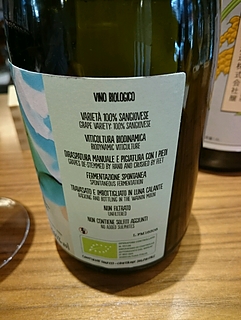 VINO BIOLOGICO
VARIETÀ 100% SANGIOVESE
GRAPE VARIETY: 100% SANGIOVESE
VITICOLTURA BIODINAMICA
BIODYNAMIC VITICULTURE
DIRASPATURA MANUALE E PIGIATURA CON I PIEDI
GRAPES DE-STEMMED BY HAND AND CRUSHED BY FEET
FERMENTAZIONE SPONTANEA
SPONTANEOUS FERMENTATION
TRAVASATO E IMBOTTIGLIATO IN LUNA CALANTE
RACKING AND BOTTLING IN THE WANING MOON
NON FILTRATO
UNFILTERED
NON CONTIENE SOLFITI AGGIUNTI
NO ADDED SULPHITES